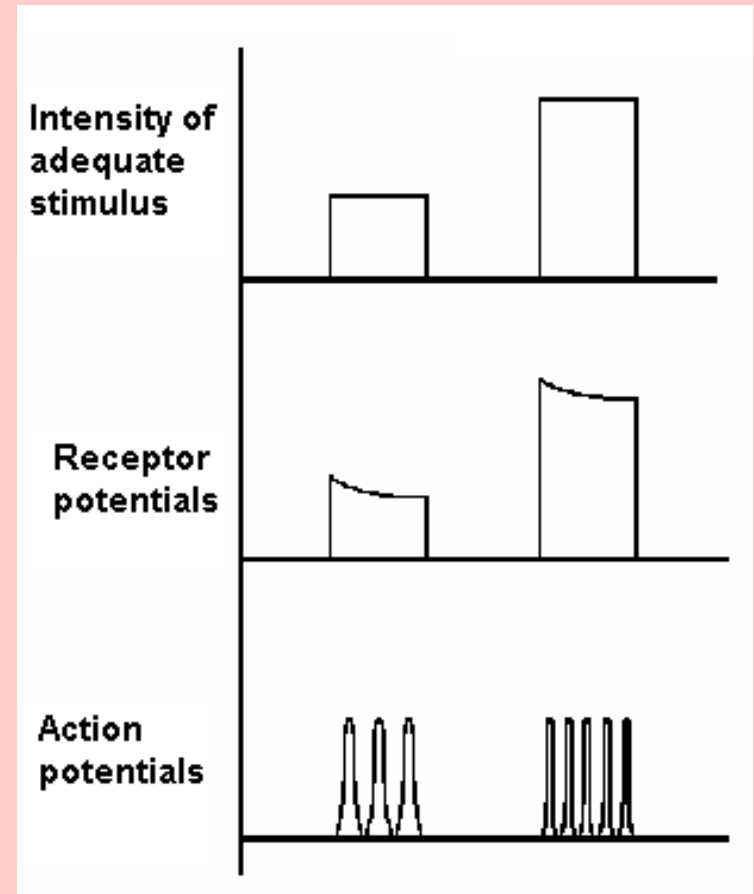 Intensity of
adequate
stimulus
Receptor
potentials
Action
potentials